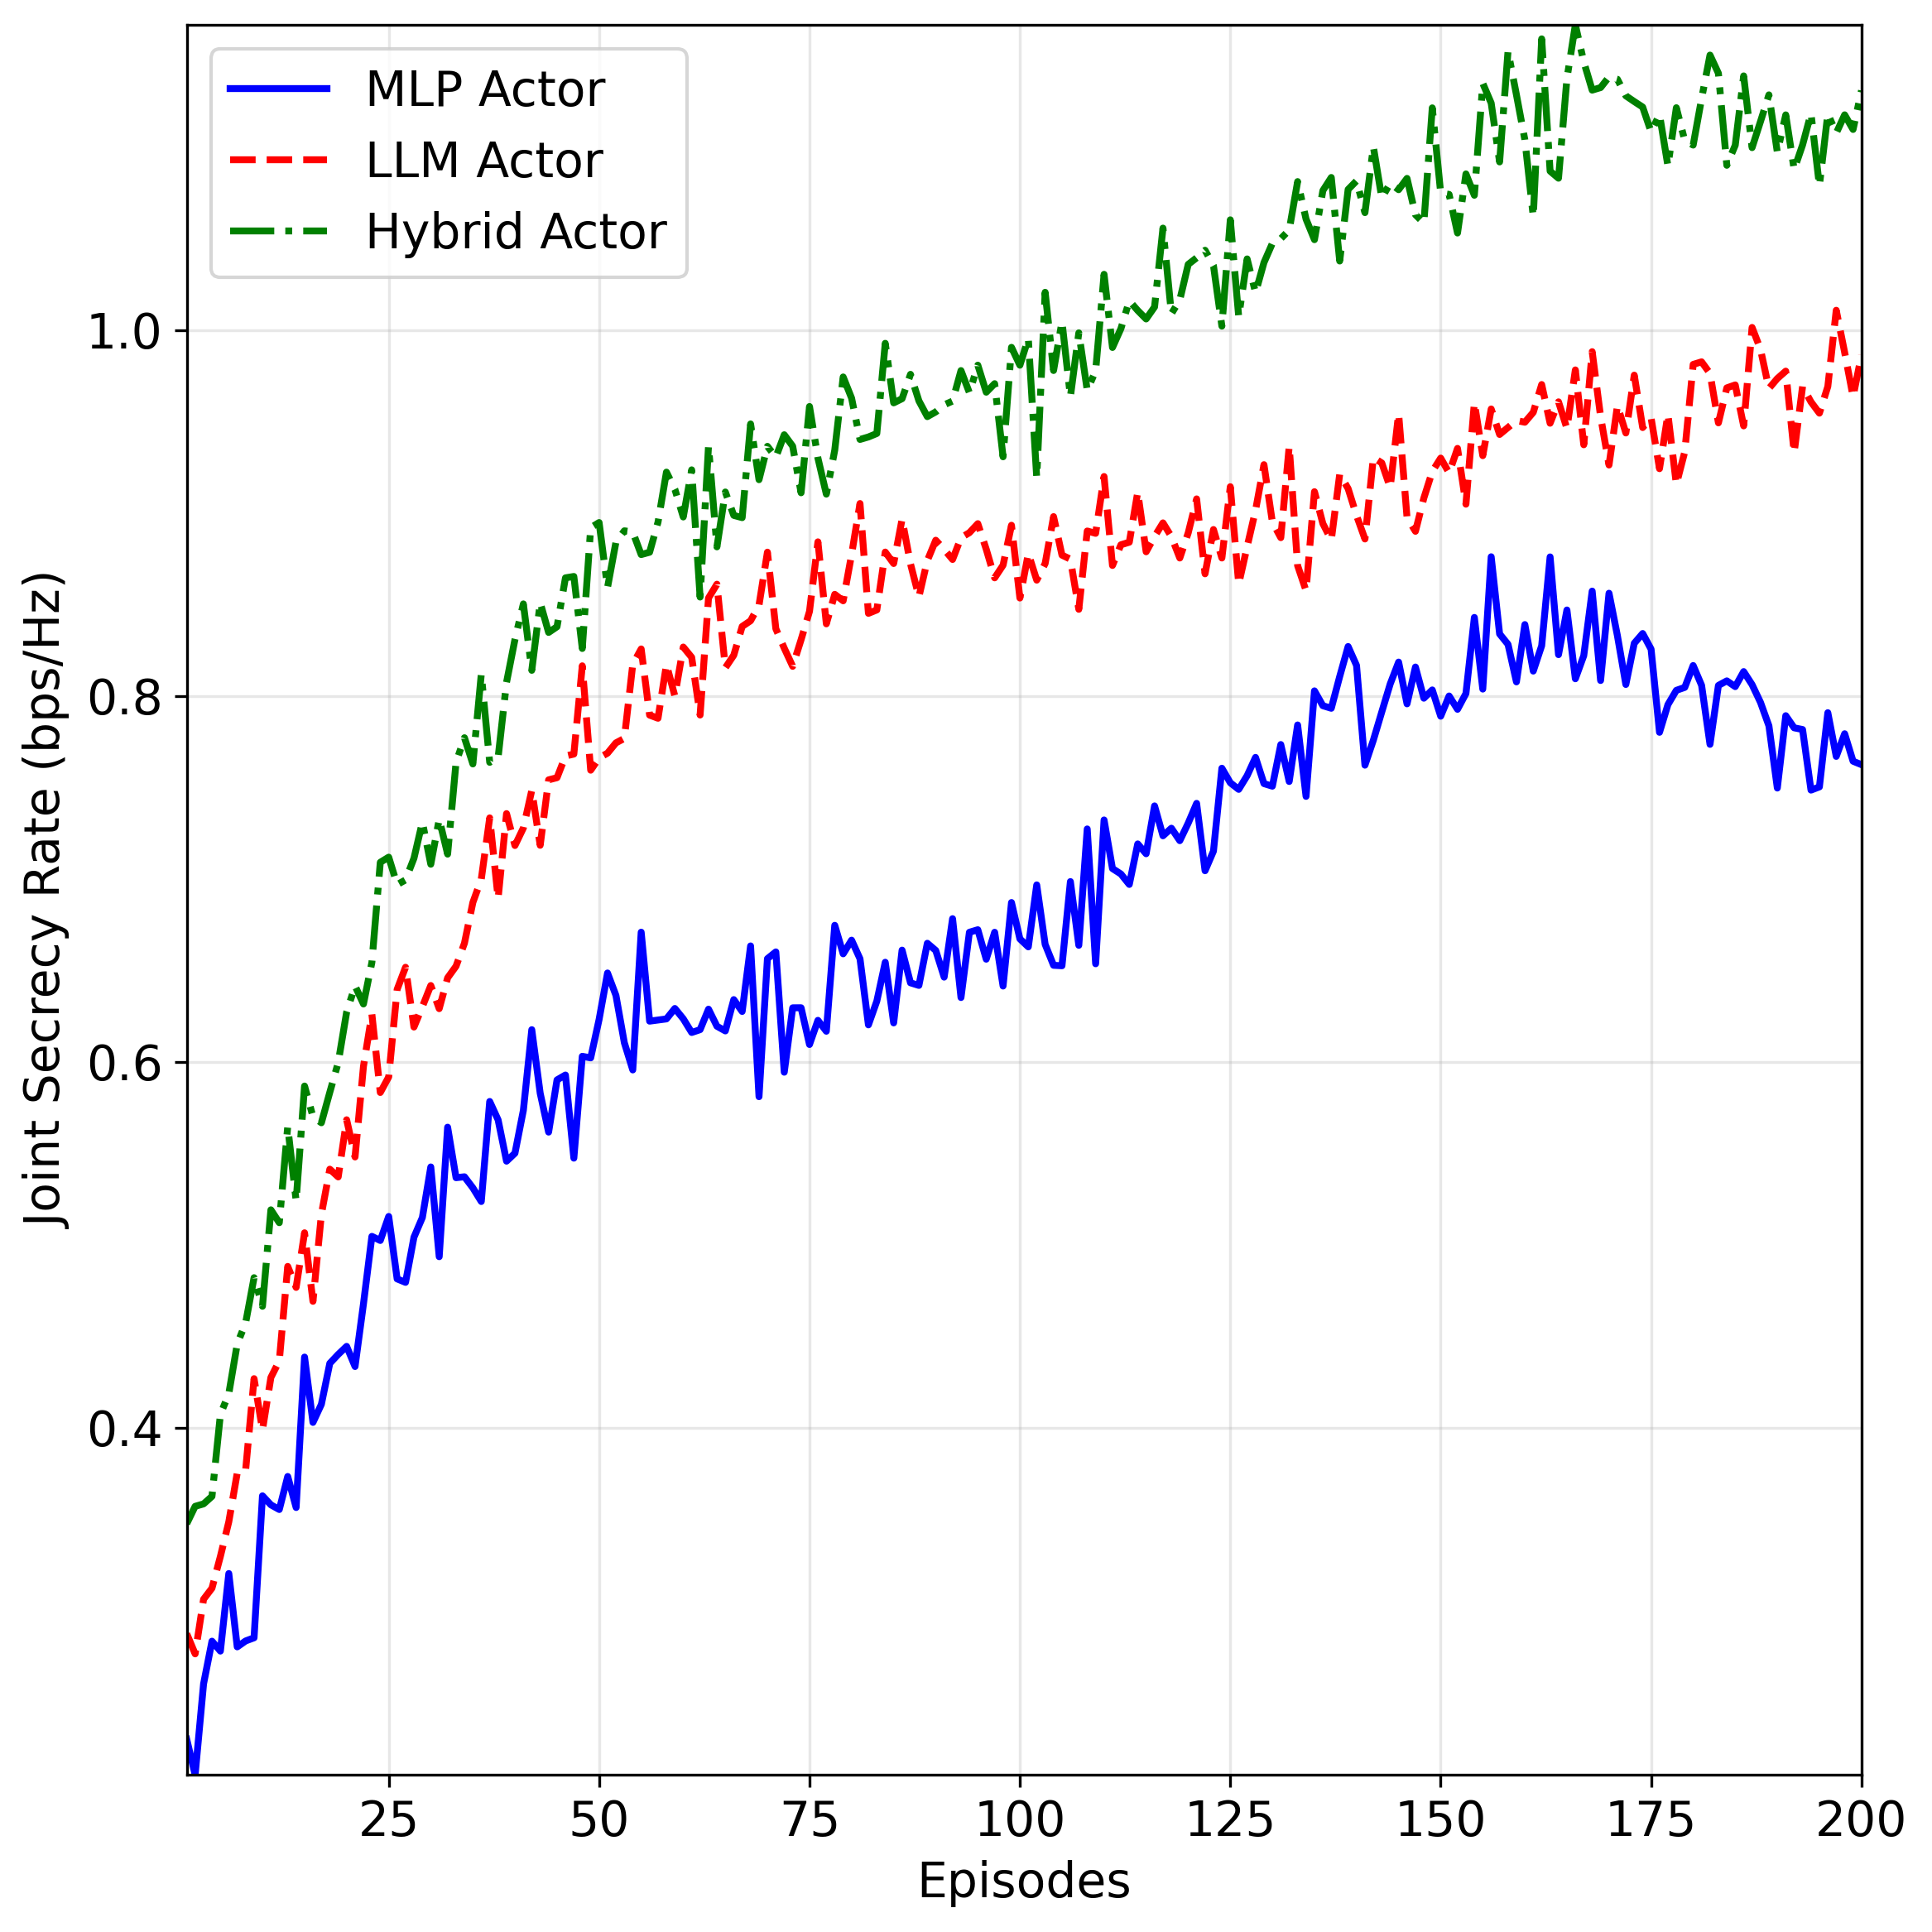 MLP Actor
LLM Actor
Hybrid Actor
Joint Secrecy Rate (bps/Hz)
1.0
0.8
0.6
0.4
25 50 75 100 125 150 175 200
Episodes